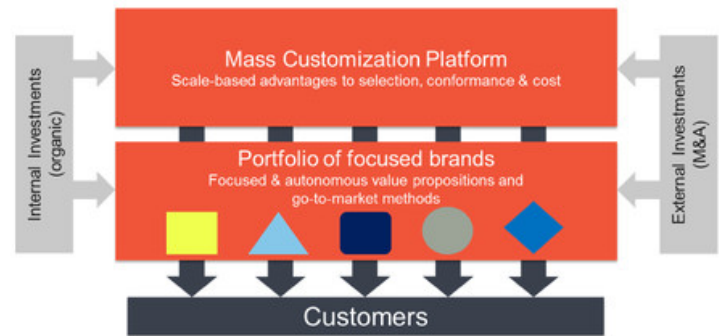 Mass Customization Platform
Scale-based advantages to selection, conformance & cost
Internal Investments
(organic)
External Investments
(M&A)
Portfolio of focused brands
Focused & autonomous value propositions and
go-to-market methods
Customers